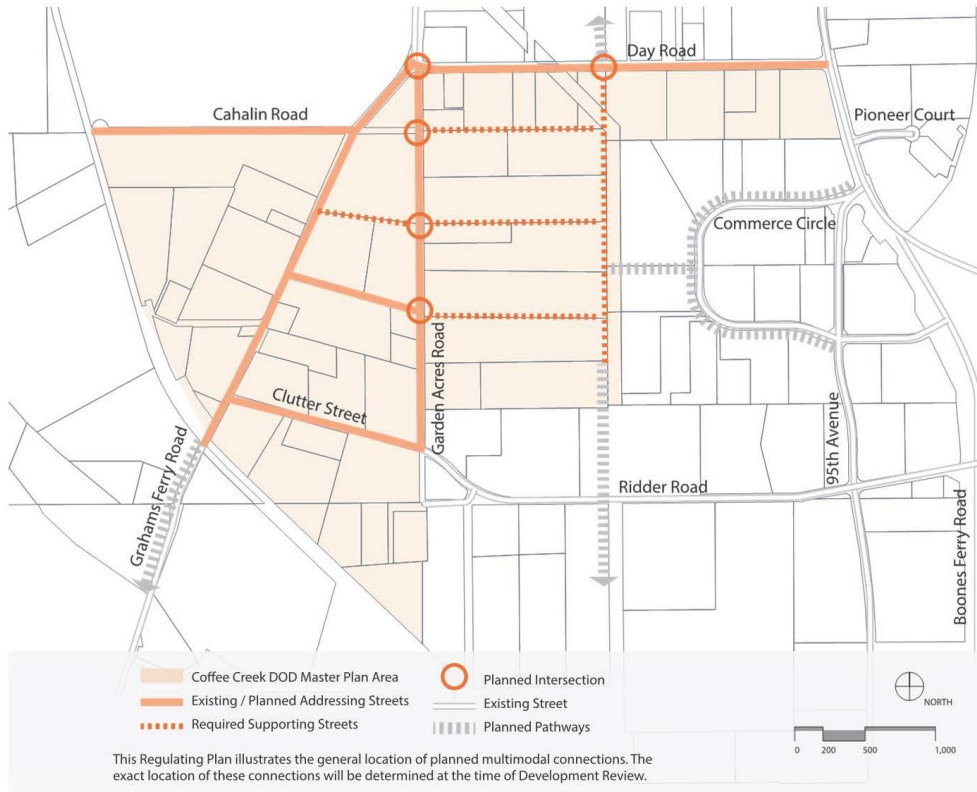 Day Road
Cahalin Road
Pioneer Court
Commerce Circle
Garden Acres Road
Clutter Street
95th Avenue
Grahams Ferry Road
Ridder Road
Boones Ferry Road
Coffee Creek DOD Master Plan Area
Existing / Planned Addressing Streets
Required Supporting Streets
Planned Intersection
Existing Street
Planned Pathways
NORTH
0 200 500 1,000
This Regulating Plan illustrates the general location of planned multimodal connections. The
exact location of these connections will be determined at the time of Development Review.